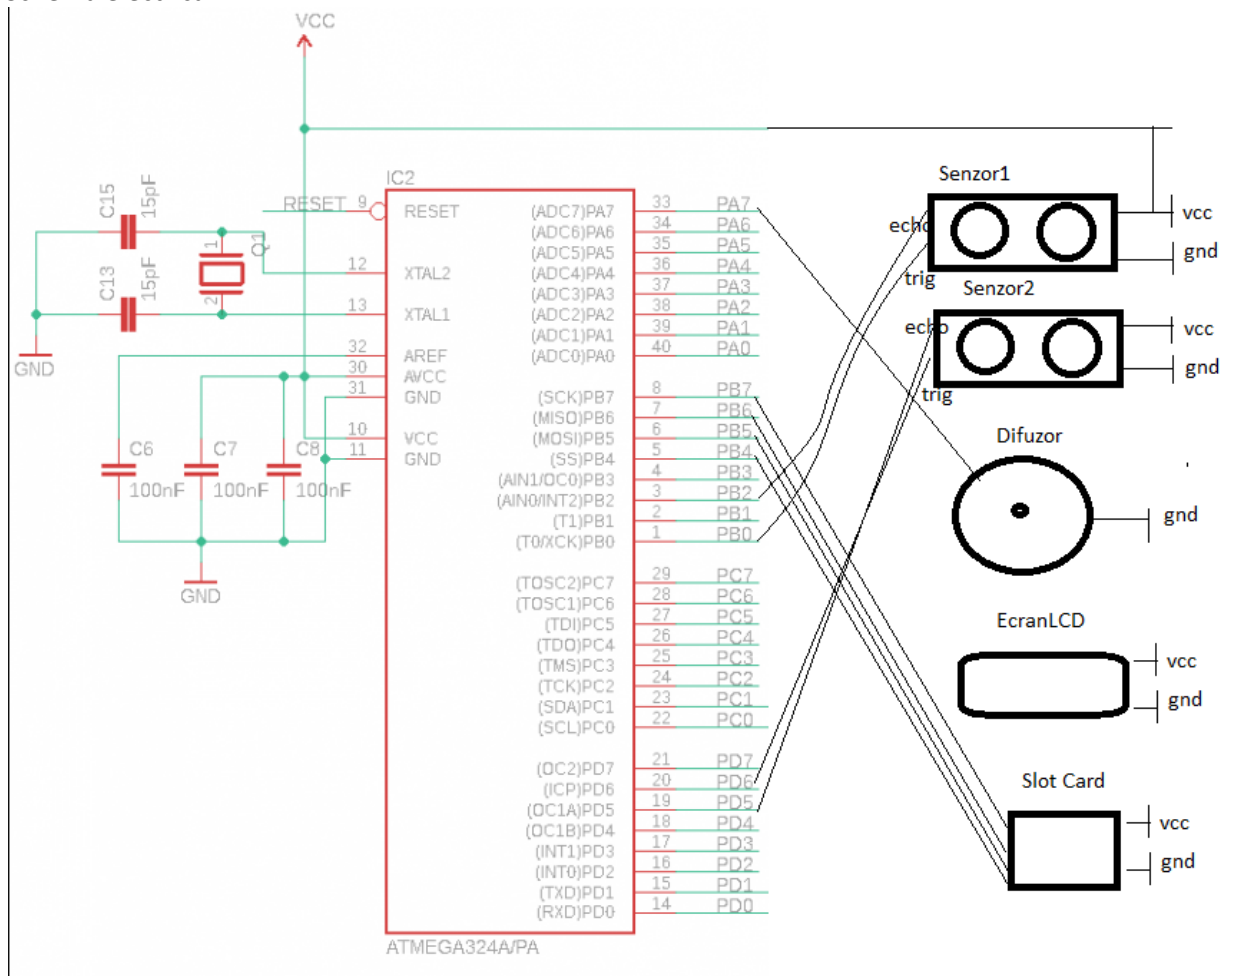 VCC
IC2
RESET 9 RESET
C15 15pF
1 Q1
12 XTAL2
C13 15pF
2
13 XTAL1
GND
32 AREF
30 AVCC
31 GND
10 VCC
11 GND
C6 C7 C8
100nF 100nF 100nF
GND
(ADC7)PA7 33 PA7
(ADC6)PA6 34 PA6
(ADC5)PA5 35 PA5
(ADC4)PA4 36 PA4
(ADC3)PA3 37 PA3
(ADC2)PA2 38 PA2
(ADC1)PA1 39 PA1
(ADC0)PA0 40 PA0
(SCK)PB7 8 PB7
(MISO)PB6 7 PB6
(MOSI)PB5 6 PB5
(SS)PB4 5 PB4
(AIN1/OC0)PB3 4 PB3
(AIN0/INT2)PB2 3 PB2
(T1)PB1 2 PB1
(T0/XCK)PB0 1 PB0
(TOSC2)PC7 29 PC7
(TOSC1)PC6 28 PC6
(TDI)PC5 27 PC5
(TDO)PC4 26 PC4
(TMS)PC3 25 PC3
(TCK)PC2 24 PC2
(SDA)PC1 23 PC1
(SCL)PC0 22 PC0
(OC2)PD7 21 PD7
(ICP)PD6 20 PD6
(OC1A)PD5 19 PD5
(OC1B)PD4 18 PD4
(INT1)PD3 17 PD3
(INT0)PD2 16 PD2
(TXD)PD1 15 PD1
(RXD)PD0 14 PD0
ATMEGA324A/PA
Senzor1
echo
vcc
gnd
trig
Senzor2
echo
vcc
gnd
trig
Difuzor
gnd
EcranLCD
vcc
gnd
Slot Card
vcc
gnd